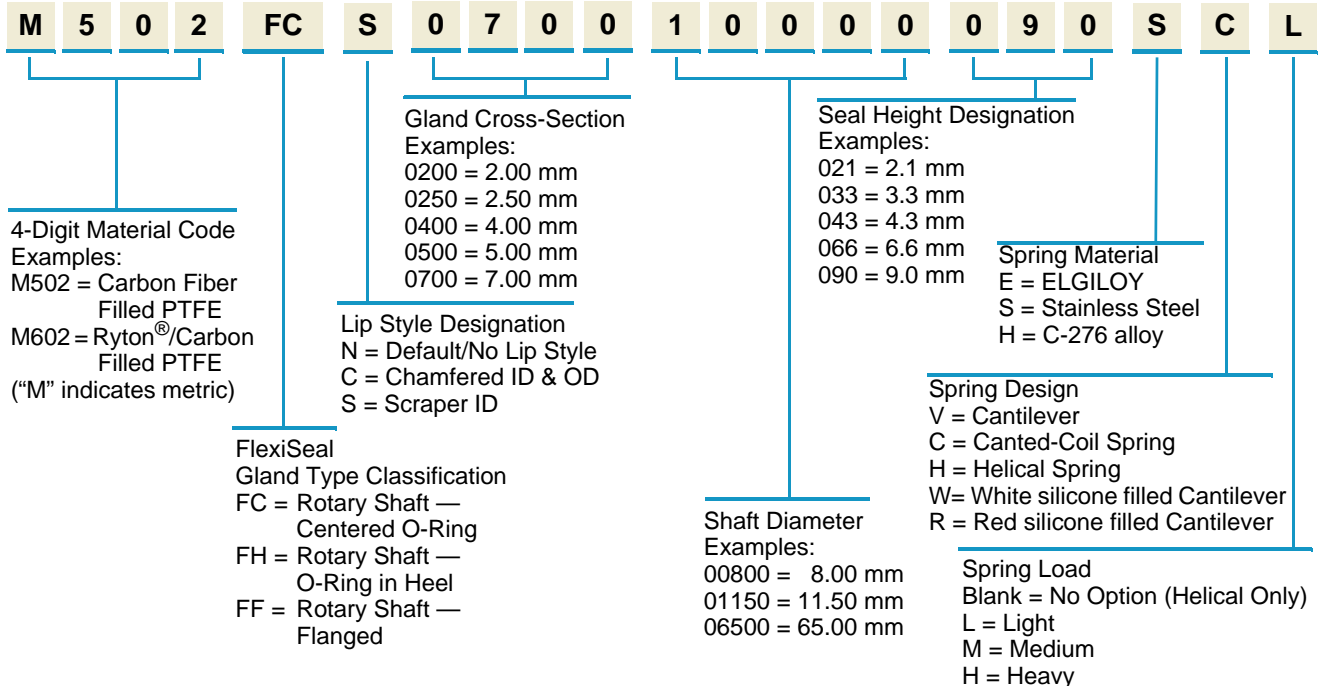 M 5 0 2 FC S 0 7 0 0 1 0 0 0 0 0 9 0 S C L
Gland Cross-Section
Examples:
0200 = 2.00 mm
0250 = 2.50 mm
0400 = 4.00 mm
0500 = 5.00 mm
0700 = 7.00 mm
Seal Height Designation
Examples:
021 = 2.1 mm
033 = 3.3 mm
043 = 4.3 mm
066 = 6.6 mm
090 = 9.0 mm
4-Digit Material Code
Examples:
M502 = Carbon Fiber
Filled PTFE
M602 = Ryton®/Carbon
Filled PTFE
(“M” indicates metric)
Spring Material
E = ELGILOY
S = Stainless Steel
H = C-276 alloy
Lip Style Designation
N = Default/No Lip Style
C = Chamfered ID & OD
S = Scraper ID
Spring Design
V = Cantilever
C = Canted-Coil Spring
H = Helical Spring
W= White silicone filled Cantilever
R = Red silicone filled Cantilever
FlexiSeal
Gland Type Classification
FC = Rotary Shaft —
Centered O-Ring
FH = Rotary Shaft —
O-Ring in Heel
FF = Rotary Shaft —
Flanged
Shaft Diameter
Examples:
00800 = 8.00 mm
01150 = 11.50 mm
06500 = 65.00 mm
Spring Load
Blank = No Option (Helical Only)
L = Light
M = Medium
H = Heavy